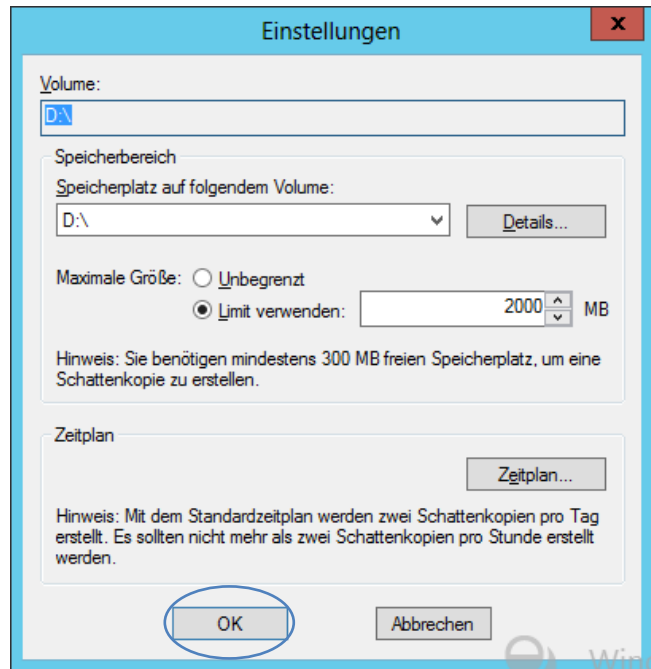 Einstellungen
x
Volume:
D:\
Speicherbereich
Speicherplatz auf folgendem Volume:
D:\
Details...
Maximale Größe:
Unbegrenzt
Limit verwenden:
2000
MB
Hinweis: Sie benötigen mindestens 300 MB freien Speicherplatz, um eine
Schattenkopie zu erstellen.
Zeitplan
Zeitplan...
Hinweis: Mit dem Standardzeitplan werden zwei Schattenkopien pro Tag
erstellt. Es sollten nicht mehr als zwei Schattenkopien pro Stunde erstellt
werden.
OK
Abbrechen